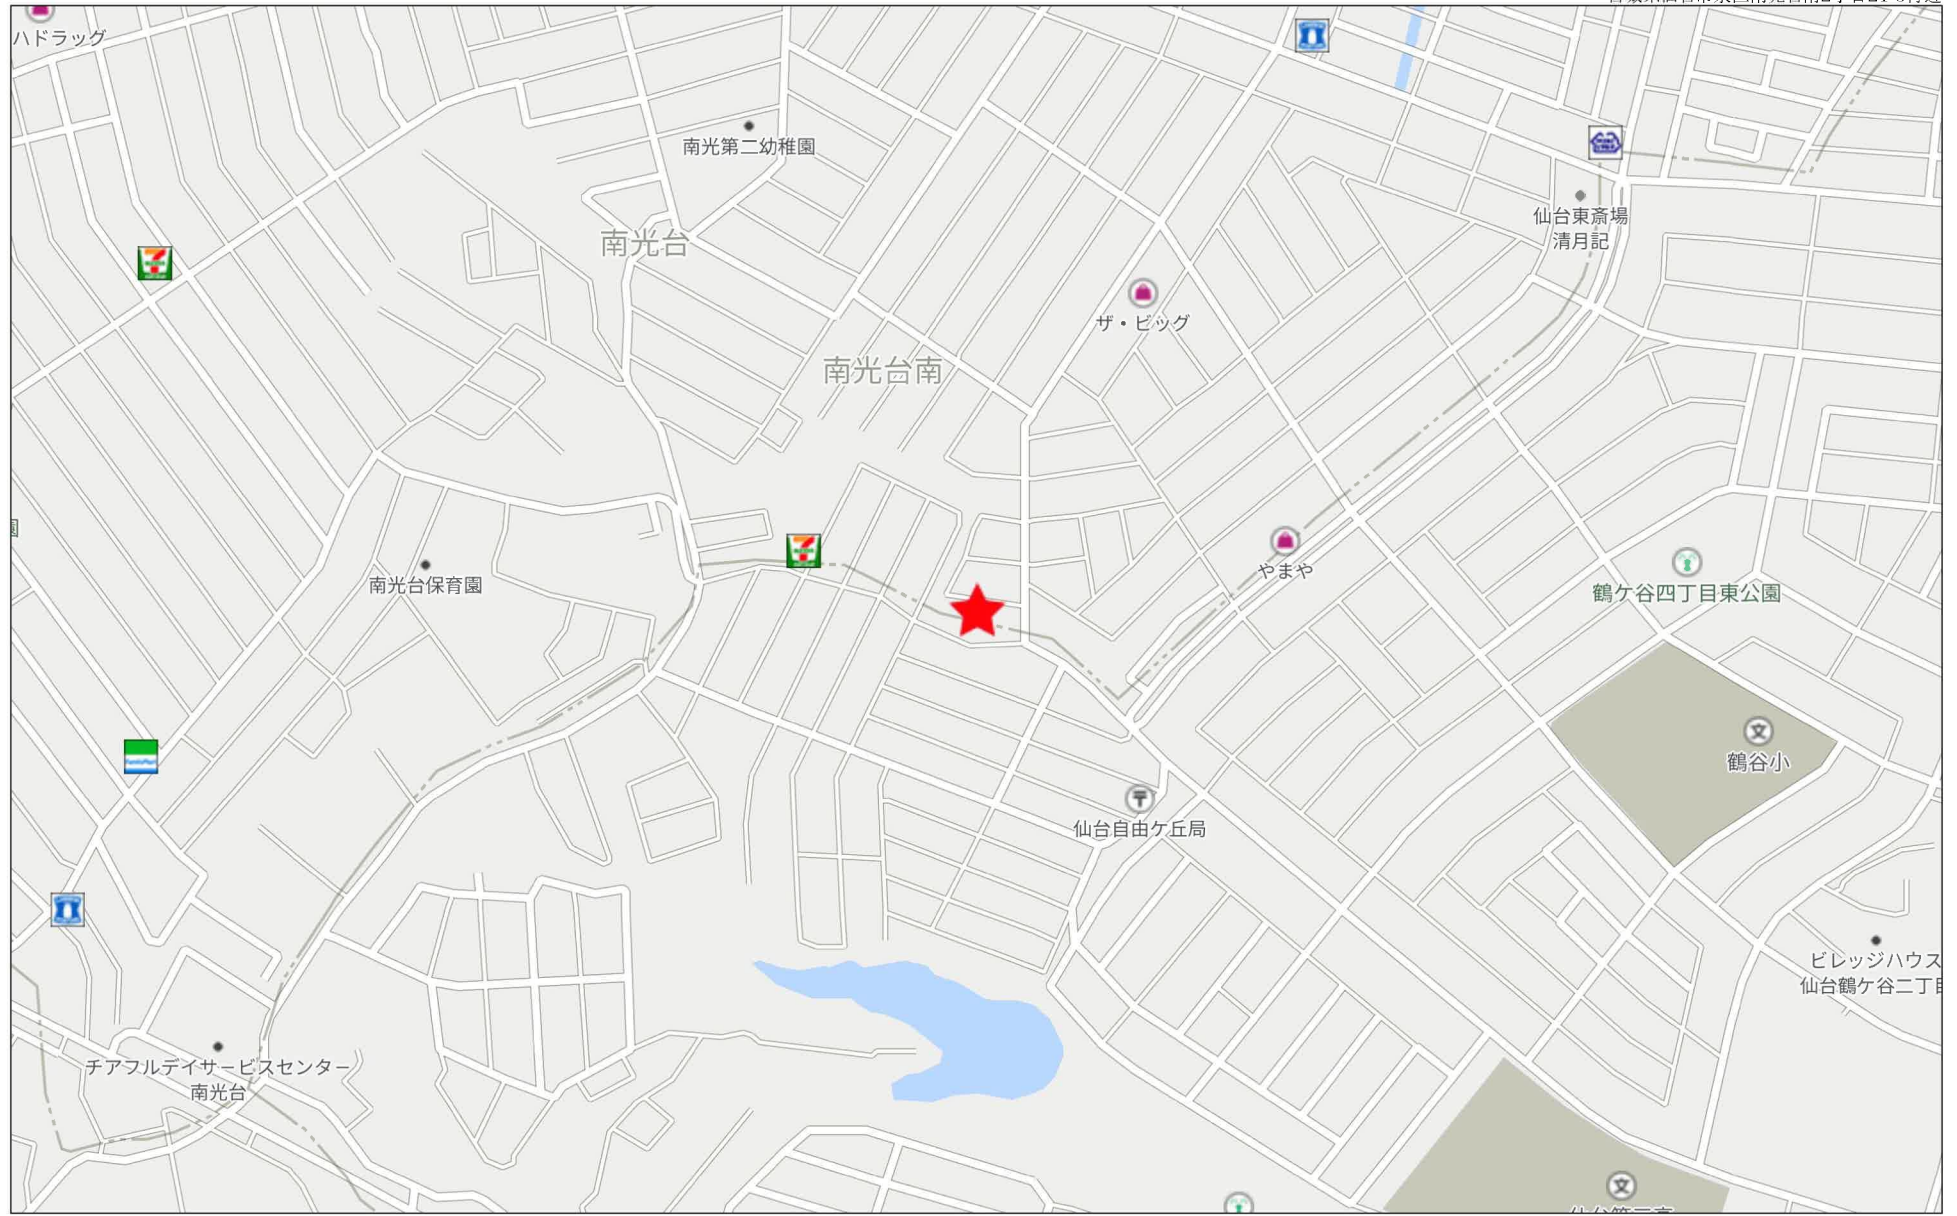 ハドラッグ
南光第二幼稚園
仙台東斎場
清月記
南光台
ザ・ビッグ
南光台南
園
やまや
南光台保育園
鶴ケ谷四丁目東公園
鶴谷小
FamilyMart
仙台自由ケ丘局
ビレッジハウス
仙台鶴ケ谷二丁目
チアフルデイサービスセンター
南光台